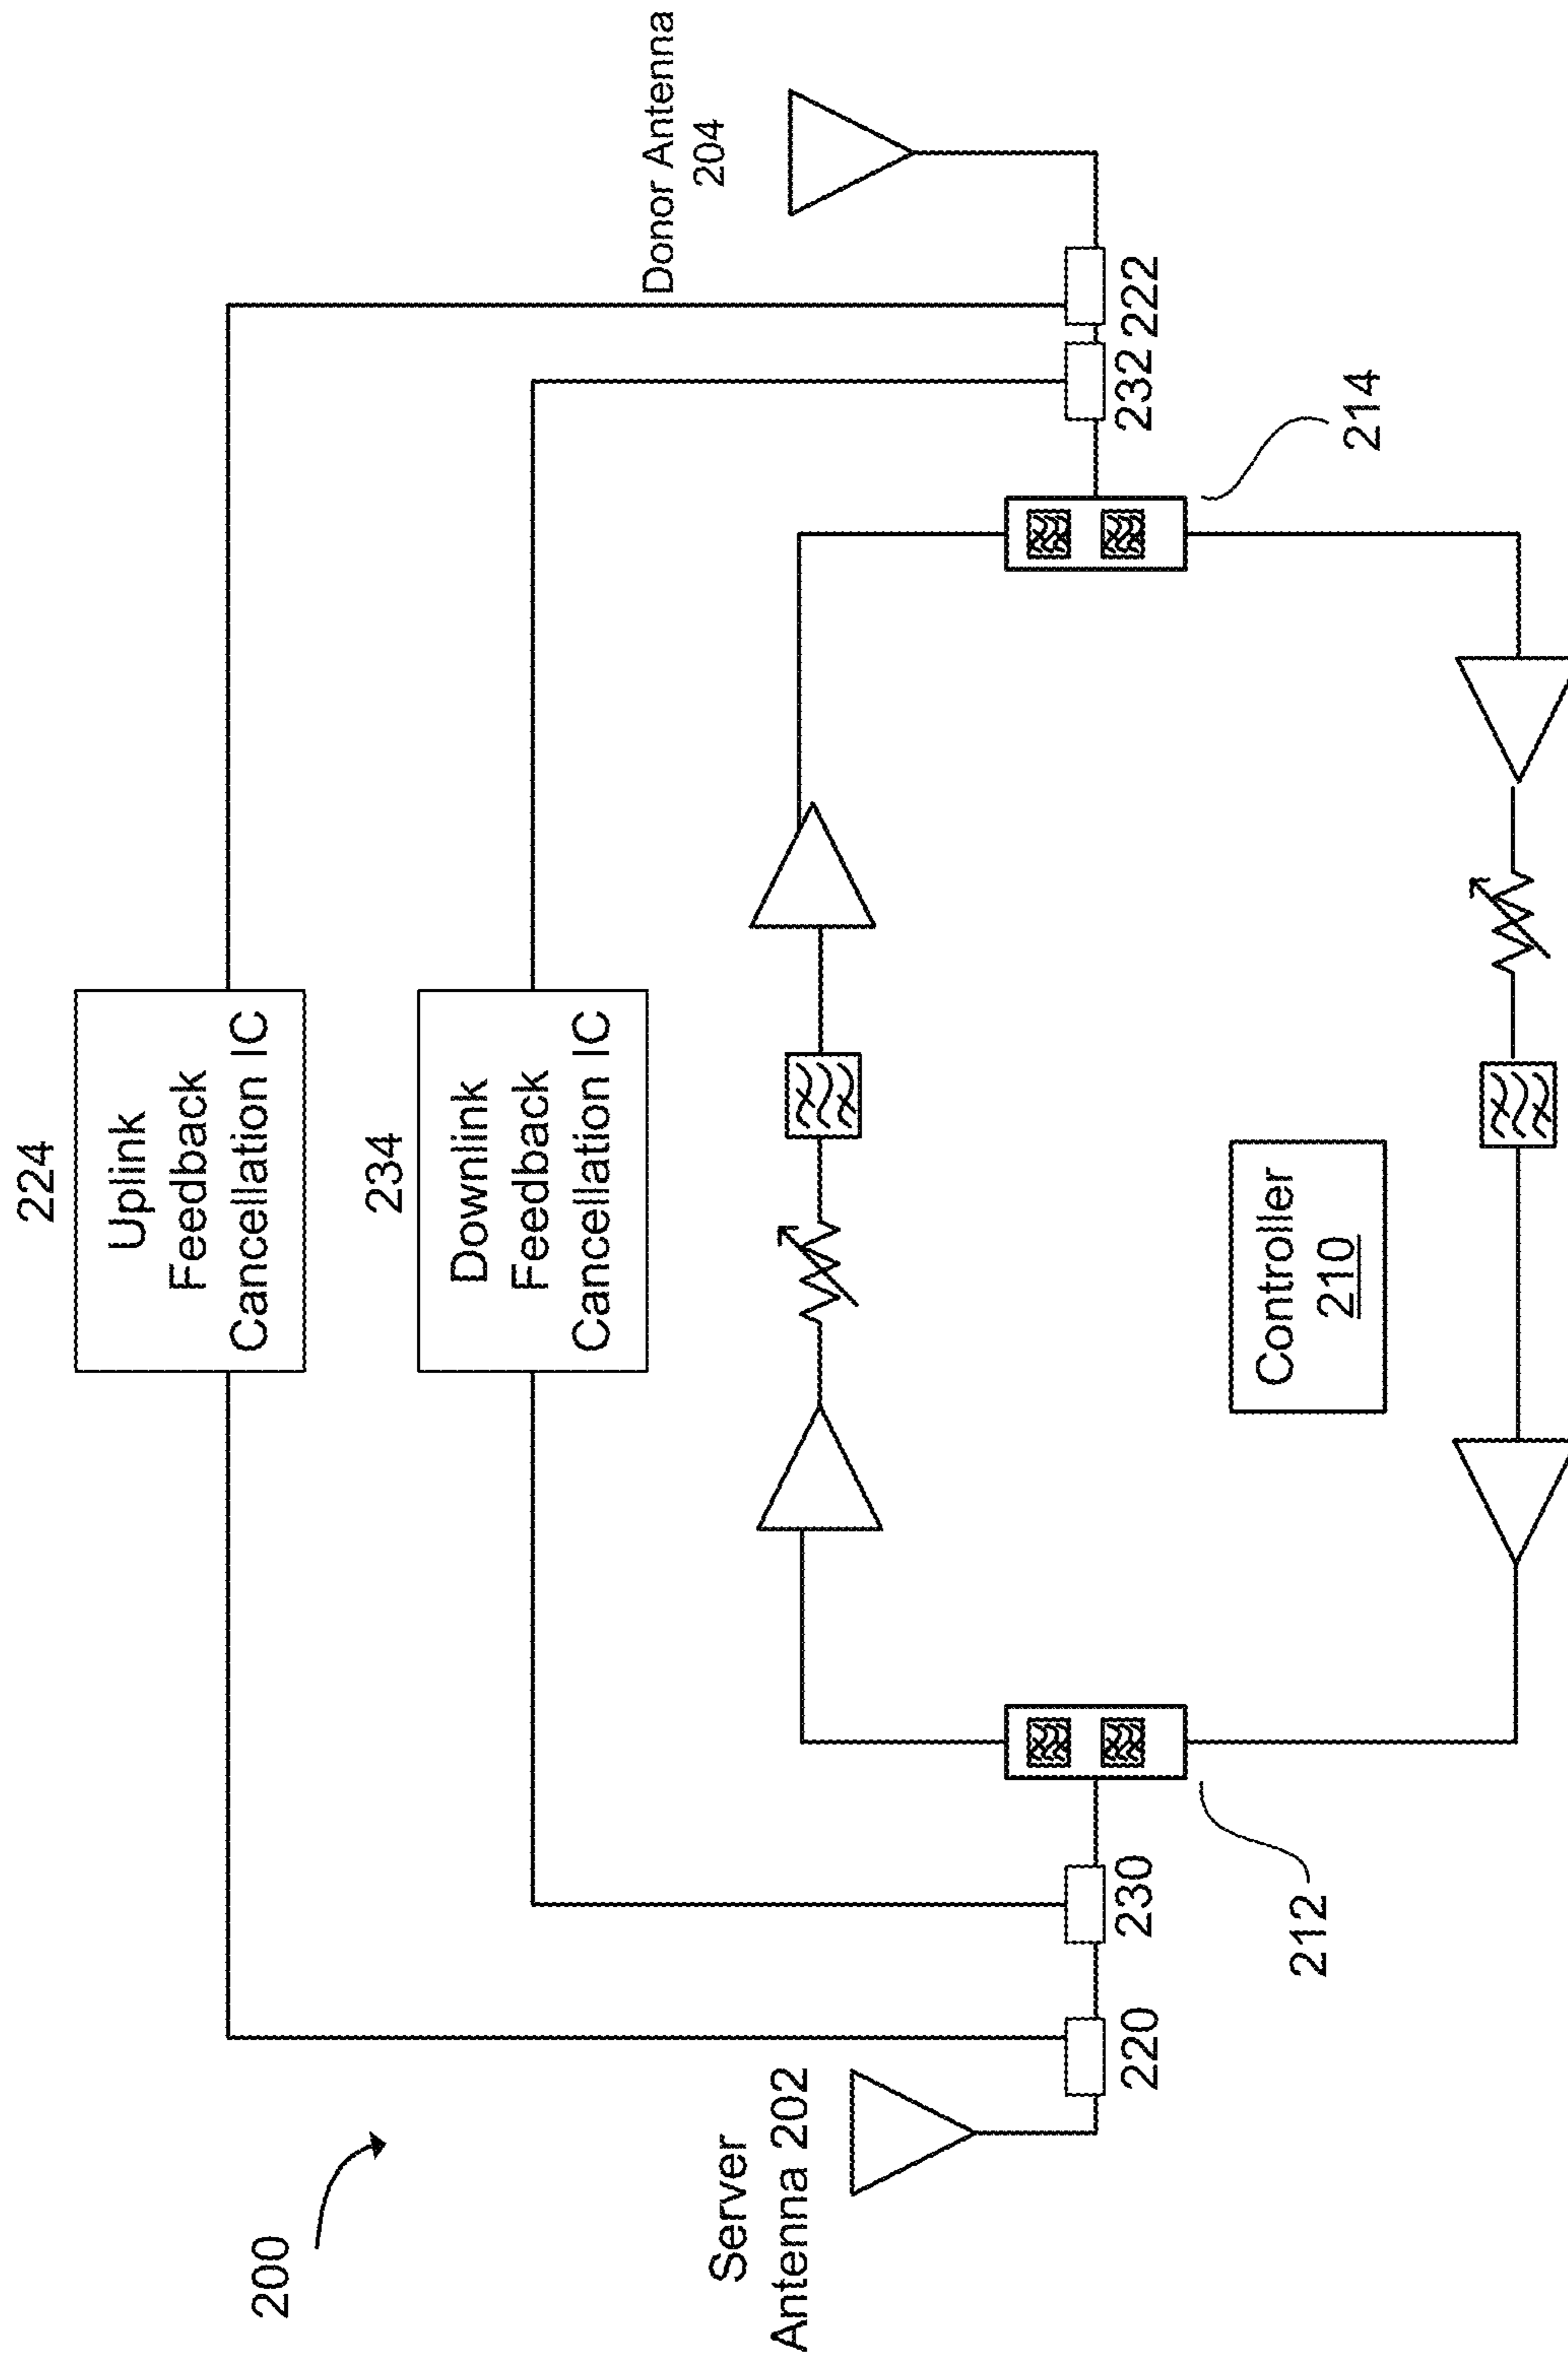 224
Uplink
Feedback
Cancellation IC
234
Downlink
Feedback
Cancellation IC
200
Server
Antenna 202
Donor Antenna
204
220
230
232
222
212
214
Controller
210